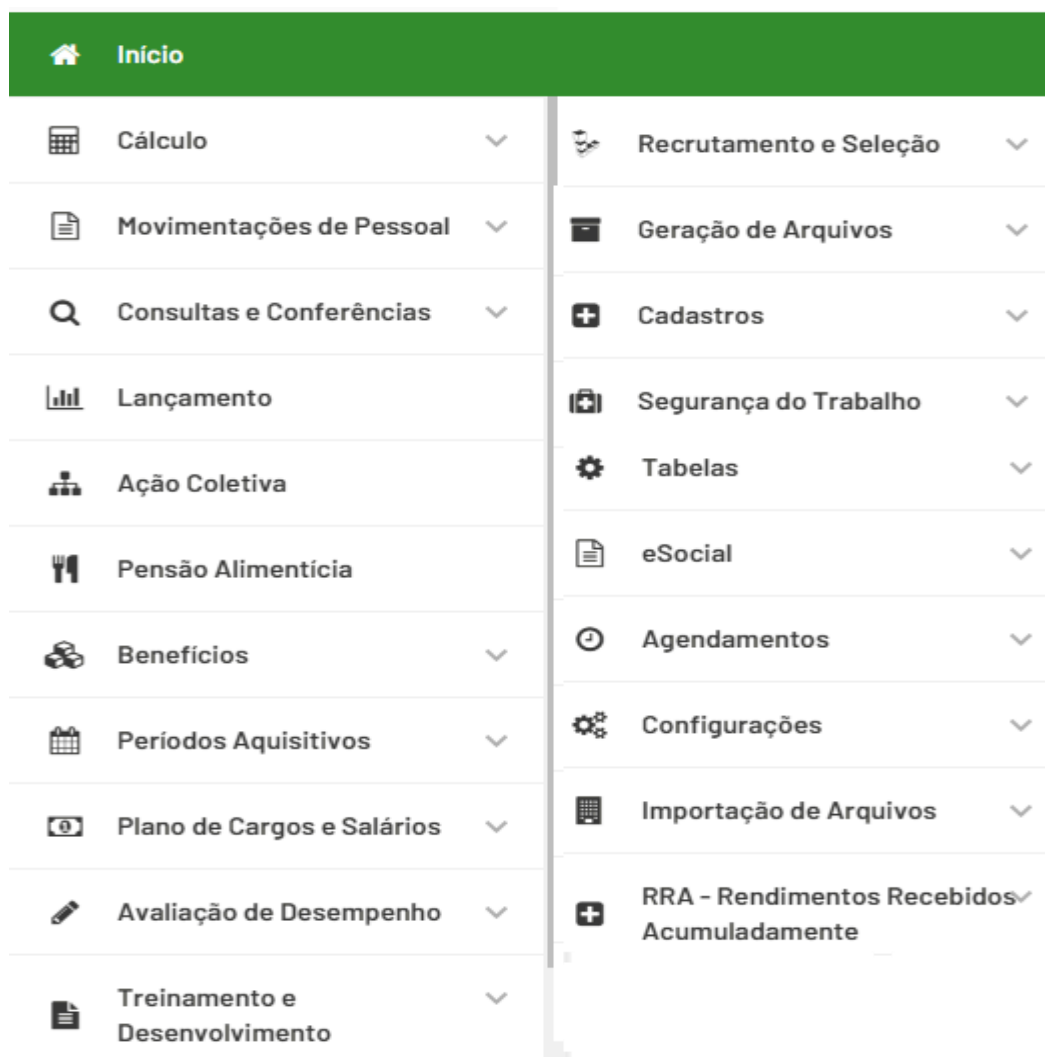 Início
Cálculo
Movimentações de Pessoal
Consultas e Conferências
Lançamento
Ação Coletiva
Pensão Alimentícia
Benefícios
Períodos Aquisitivos
Plano de Cargos e Salários
Avaliação de Desempenho
Treinamento e
Desenvolvimento
Recrutamento e Seleção
Geração de Arquivos
Cadastros
Segurança do Trabalho
Tabelas
eSocial
Agendamentos
Configurações
Importação de Arquivos
RRA - Rendimentos Recebidos
Acumuladamente